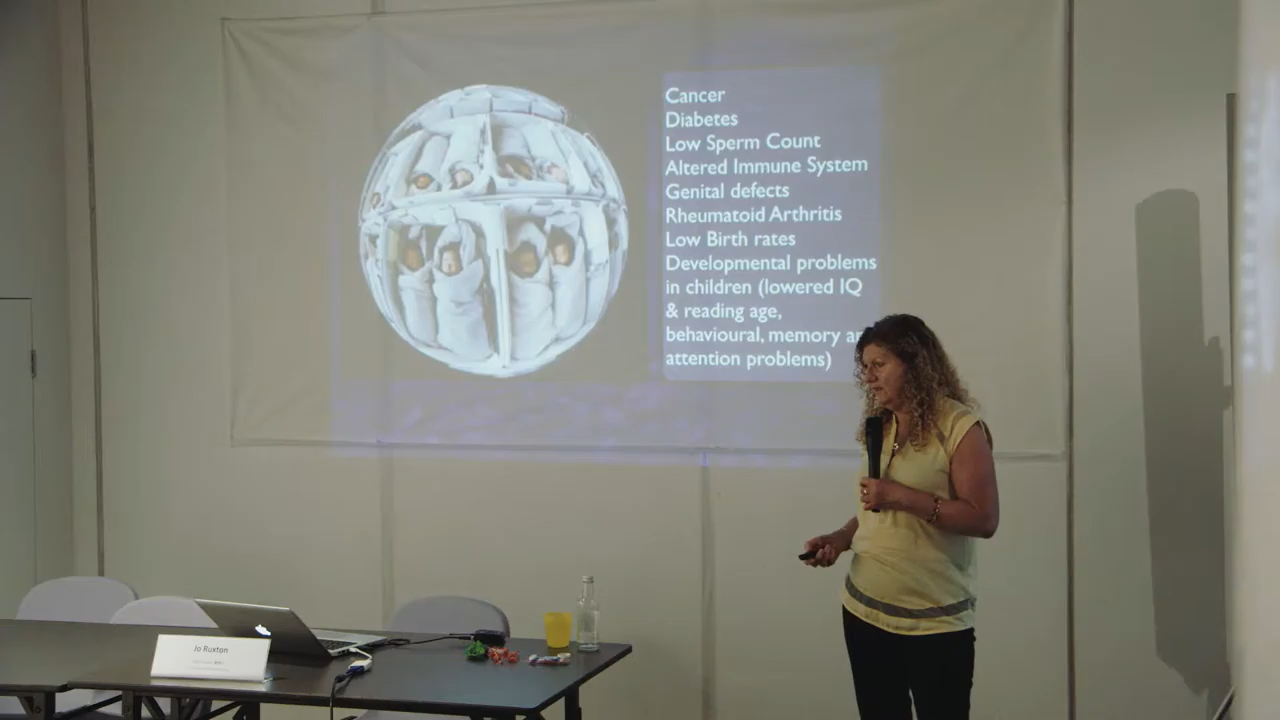 Cancer
Diabetes
Low Sperm Count
Altered Immune System
Genital defects
Rheumatoid Arthritis
Low Birth rates
Developmental problems
in children (lowered IQ
& reading age,
behavioural, memory
attention problems)
Jo Ruxton